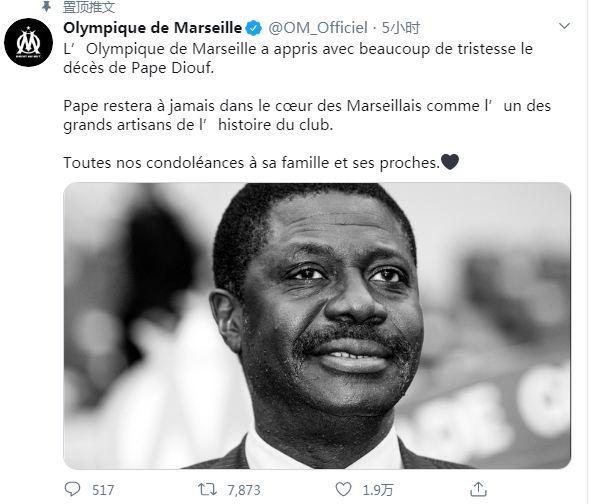 置顶推文
Olympique de Marseille @OM_Officiel · 5小时
L’Olympique de Marseille a appris avec beaucoup de tristesse le
décès de Pape Diouf.
Pape restera à jamais dans le cœur des Marseillais comme l’un des
grands artisans de l’histoire du club.
Toutes nos condoléances à sa famille et ses proches.🖤
517 7,873 1.9万